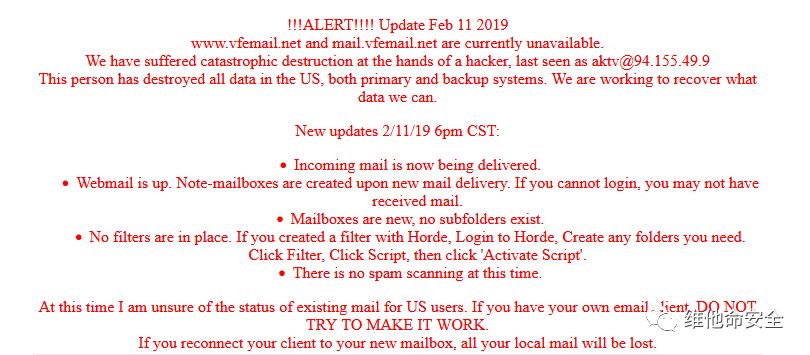 !!!ALERT!!!! Update Feb 11 2019
www.vfemail.net and mail.vfemail.net are currently unavailable.
We have suffered catastrophic destruction at the hands of a hacker, last seen as aktv@94.155.49.9
This person has destroyed all data in the US, both primary and backup systems. We are working to recover what
data we can.
New updates 2/11/19 6pm CST:
• Incoming mail is now being delivered.
• Webmail is up. Note-mailboxes are created upon new mail delivery. If you cannot login, you may not have
received mail.
• Mailboxes are new, no subfolders exist.
• No filters are in place. If you created a filter with Horde, Login to Horde, Create any folders you need.
Click Filter, Click Script, then click 'Activate Script'.
• There is no spam scanning at this time.
At this time I am unsure of the status of existing mail for US users. If you have your own email client, DO NOT
TRY TO MAKE IT WORK.
If you reconnect your client to your new mailbox, all your local mail will be lost.
维他命安全